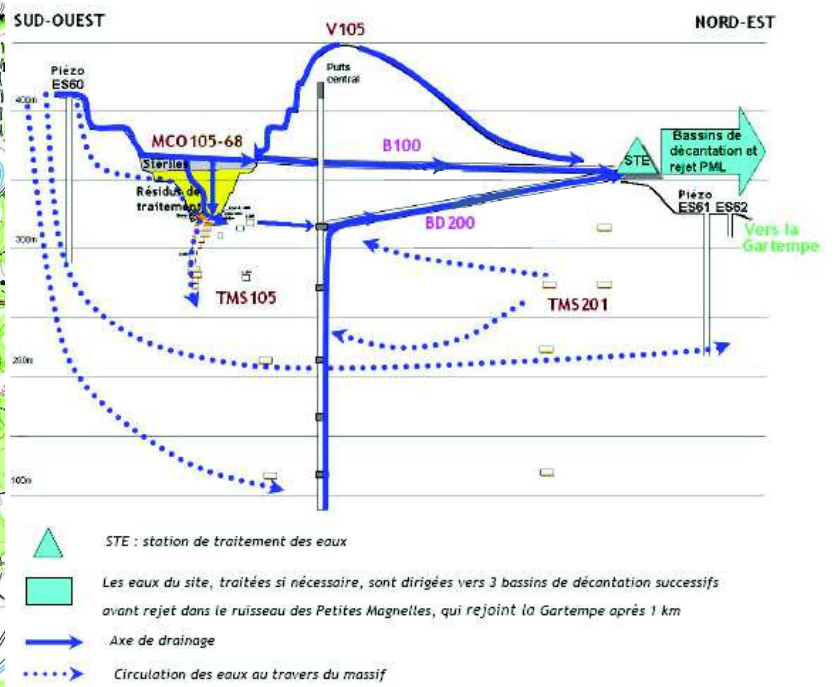 SUD-OUEST
NORD-EST
V105
Puits
central
Piézo
ES60
400m
MCO 105-68
B100
Stériles
Résidus de
traitement
STE
Bassins de
décantation et
rejet PML
Piézo
ES61 ES62
Vers la
Gartempe
BD200
300m
TMS105
TMS201
200m
100m
STE : station de traitement des eaux
Les eaux du site, traitées si nécessaire, sont dirigées vers 3 bassins de décantation successifs
avant rejet dans le ruisseau des Petites Magnelles, qui rejoint la Gartempe après 1 km
Axe de drainage
Circulation des eaux au travers du massif